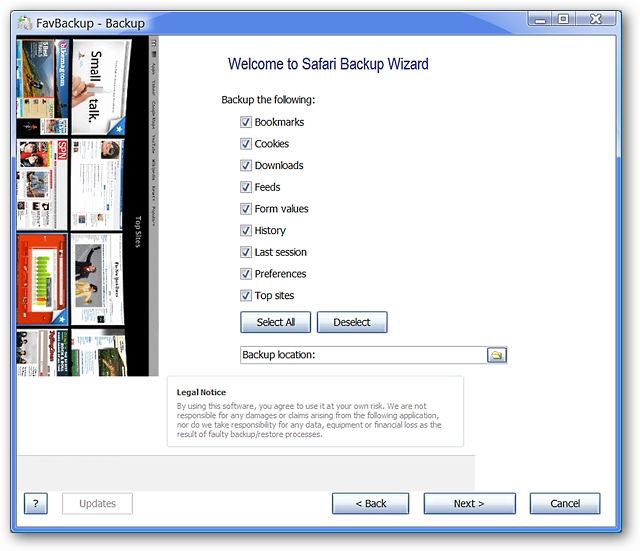 FavBackup - Backup
Small
talk.
Top Sites
Welcome to Safari Backup Wizard
Backup the following:
Bookmarks
Cookies
Downloads
Feeds
Form values
History
Last session
Preferences
Top sites
Select All
Deselect
Backup location:
Legal Notice
By using this software, you agree to use it at your own risk. We are not
responsible for any damages or claims arising from the following application,
nor do we take responsibility for any data, equipment or financial loss as the
result of faulty backup/restore processes.
?
Updates
< Back
Next >
Cancel